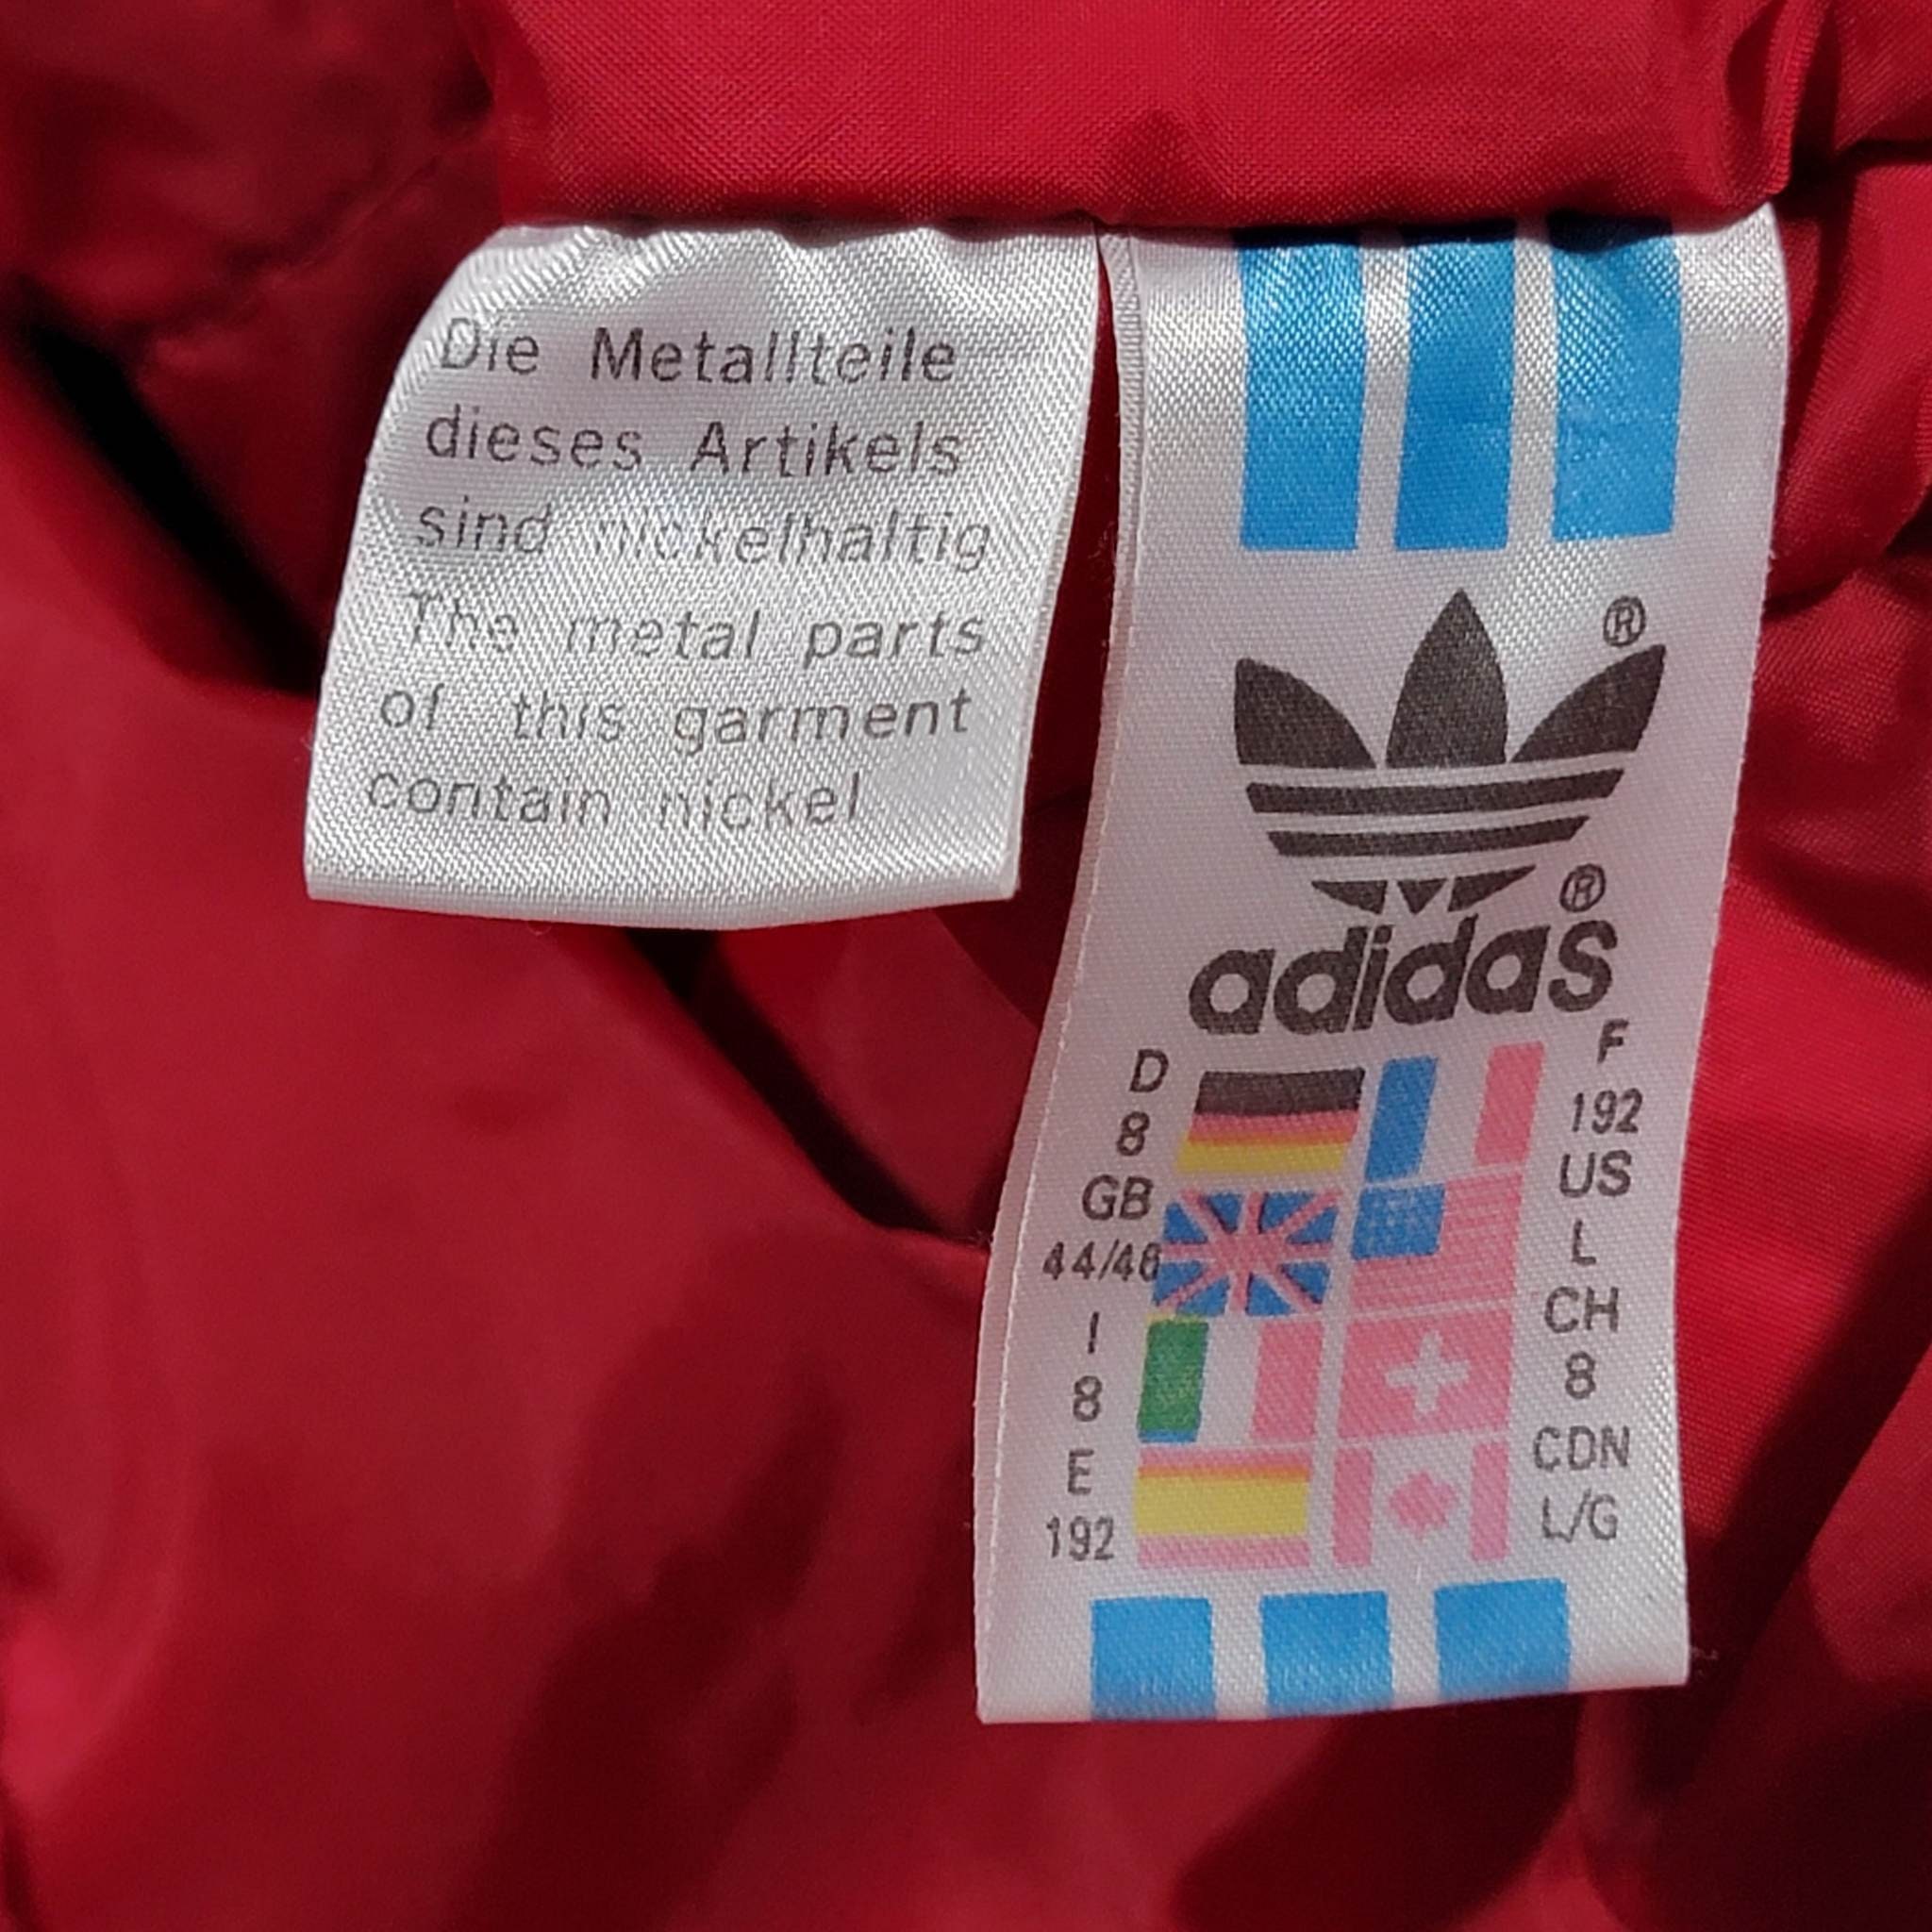 Die Metallteile
dieses Artikels
sind nickelhaltig
The metal parts
of this garment
contain nickel
®
®
adidas
D
8
GB
44/46
I
8
E
192
F
192
US
L
CH
8
CDN
L/G